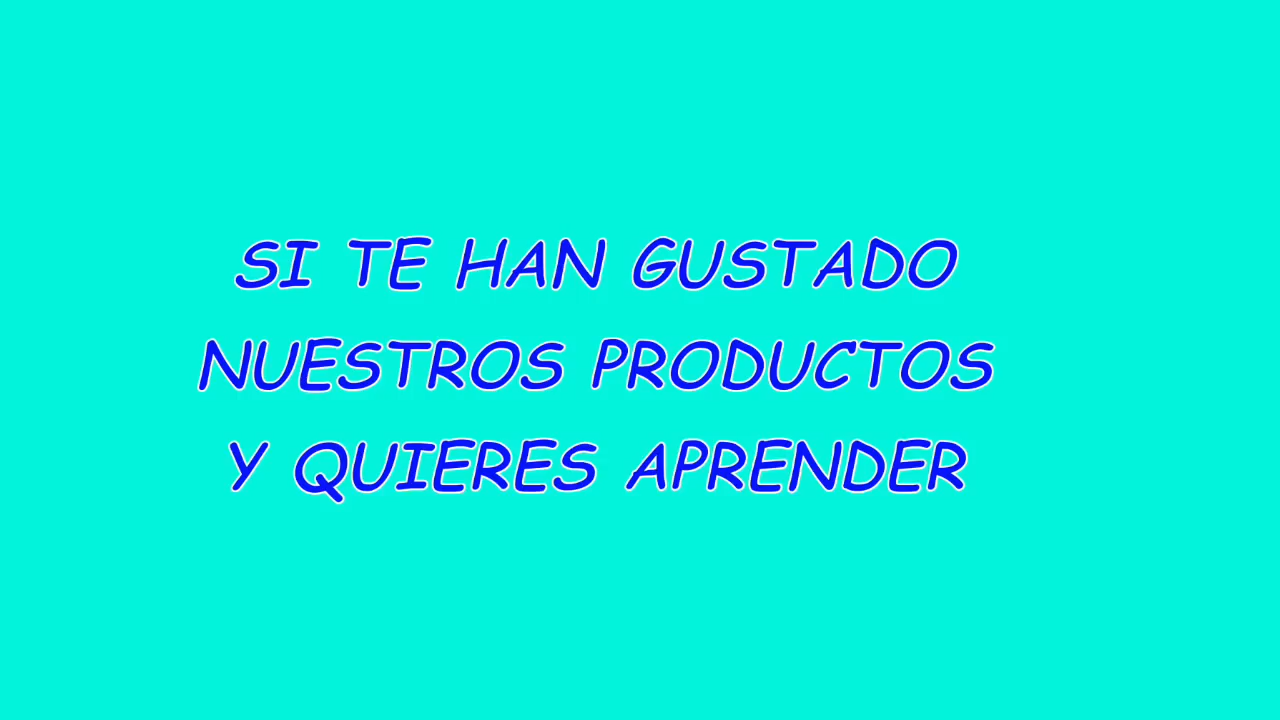 SI TE HAN GUSTADO
NUESTROS PRODUCTOS
Y QUIERES APRENDER